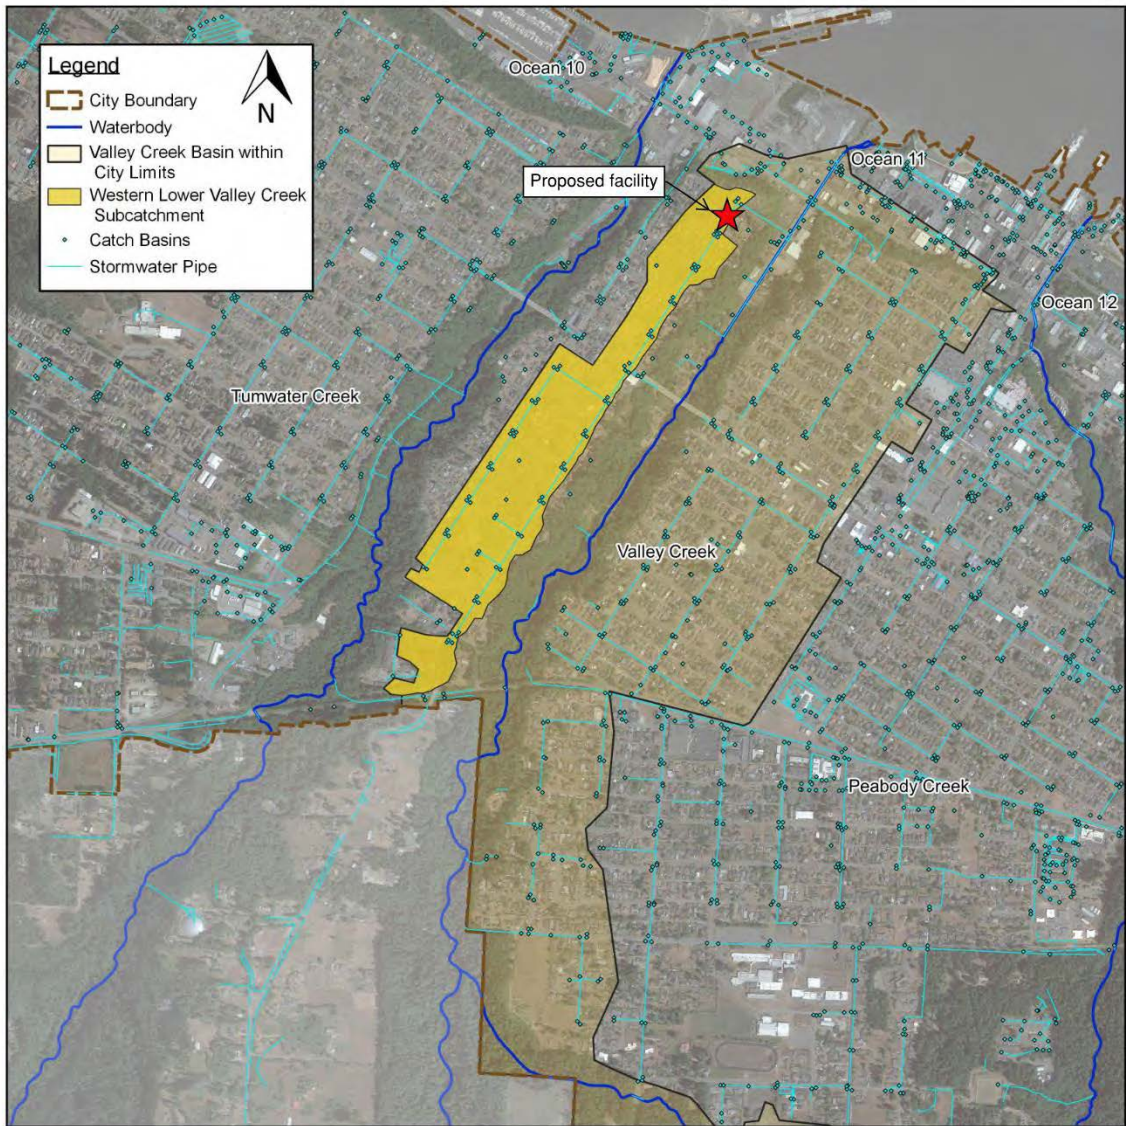 Legend
N
City Boundary
Waterbody
Valley Creek Basin within
City Limits
Western Lower Valley Creek
Subcatchment
Catch Basins
Stormwater Pipe
Ocean 10
Proposed facility
Ocean 11
Ocean 12
Tumwater Creek
Valley Creek
Peabody Creek